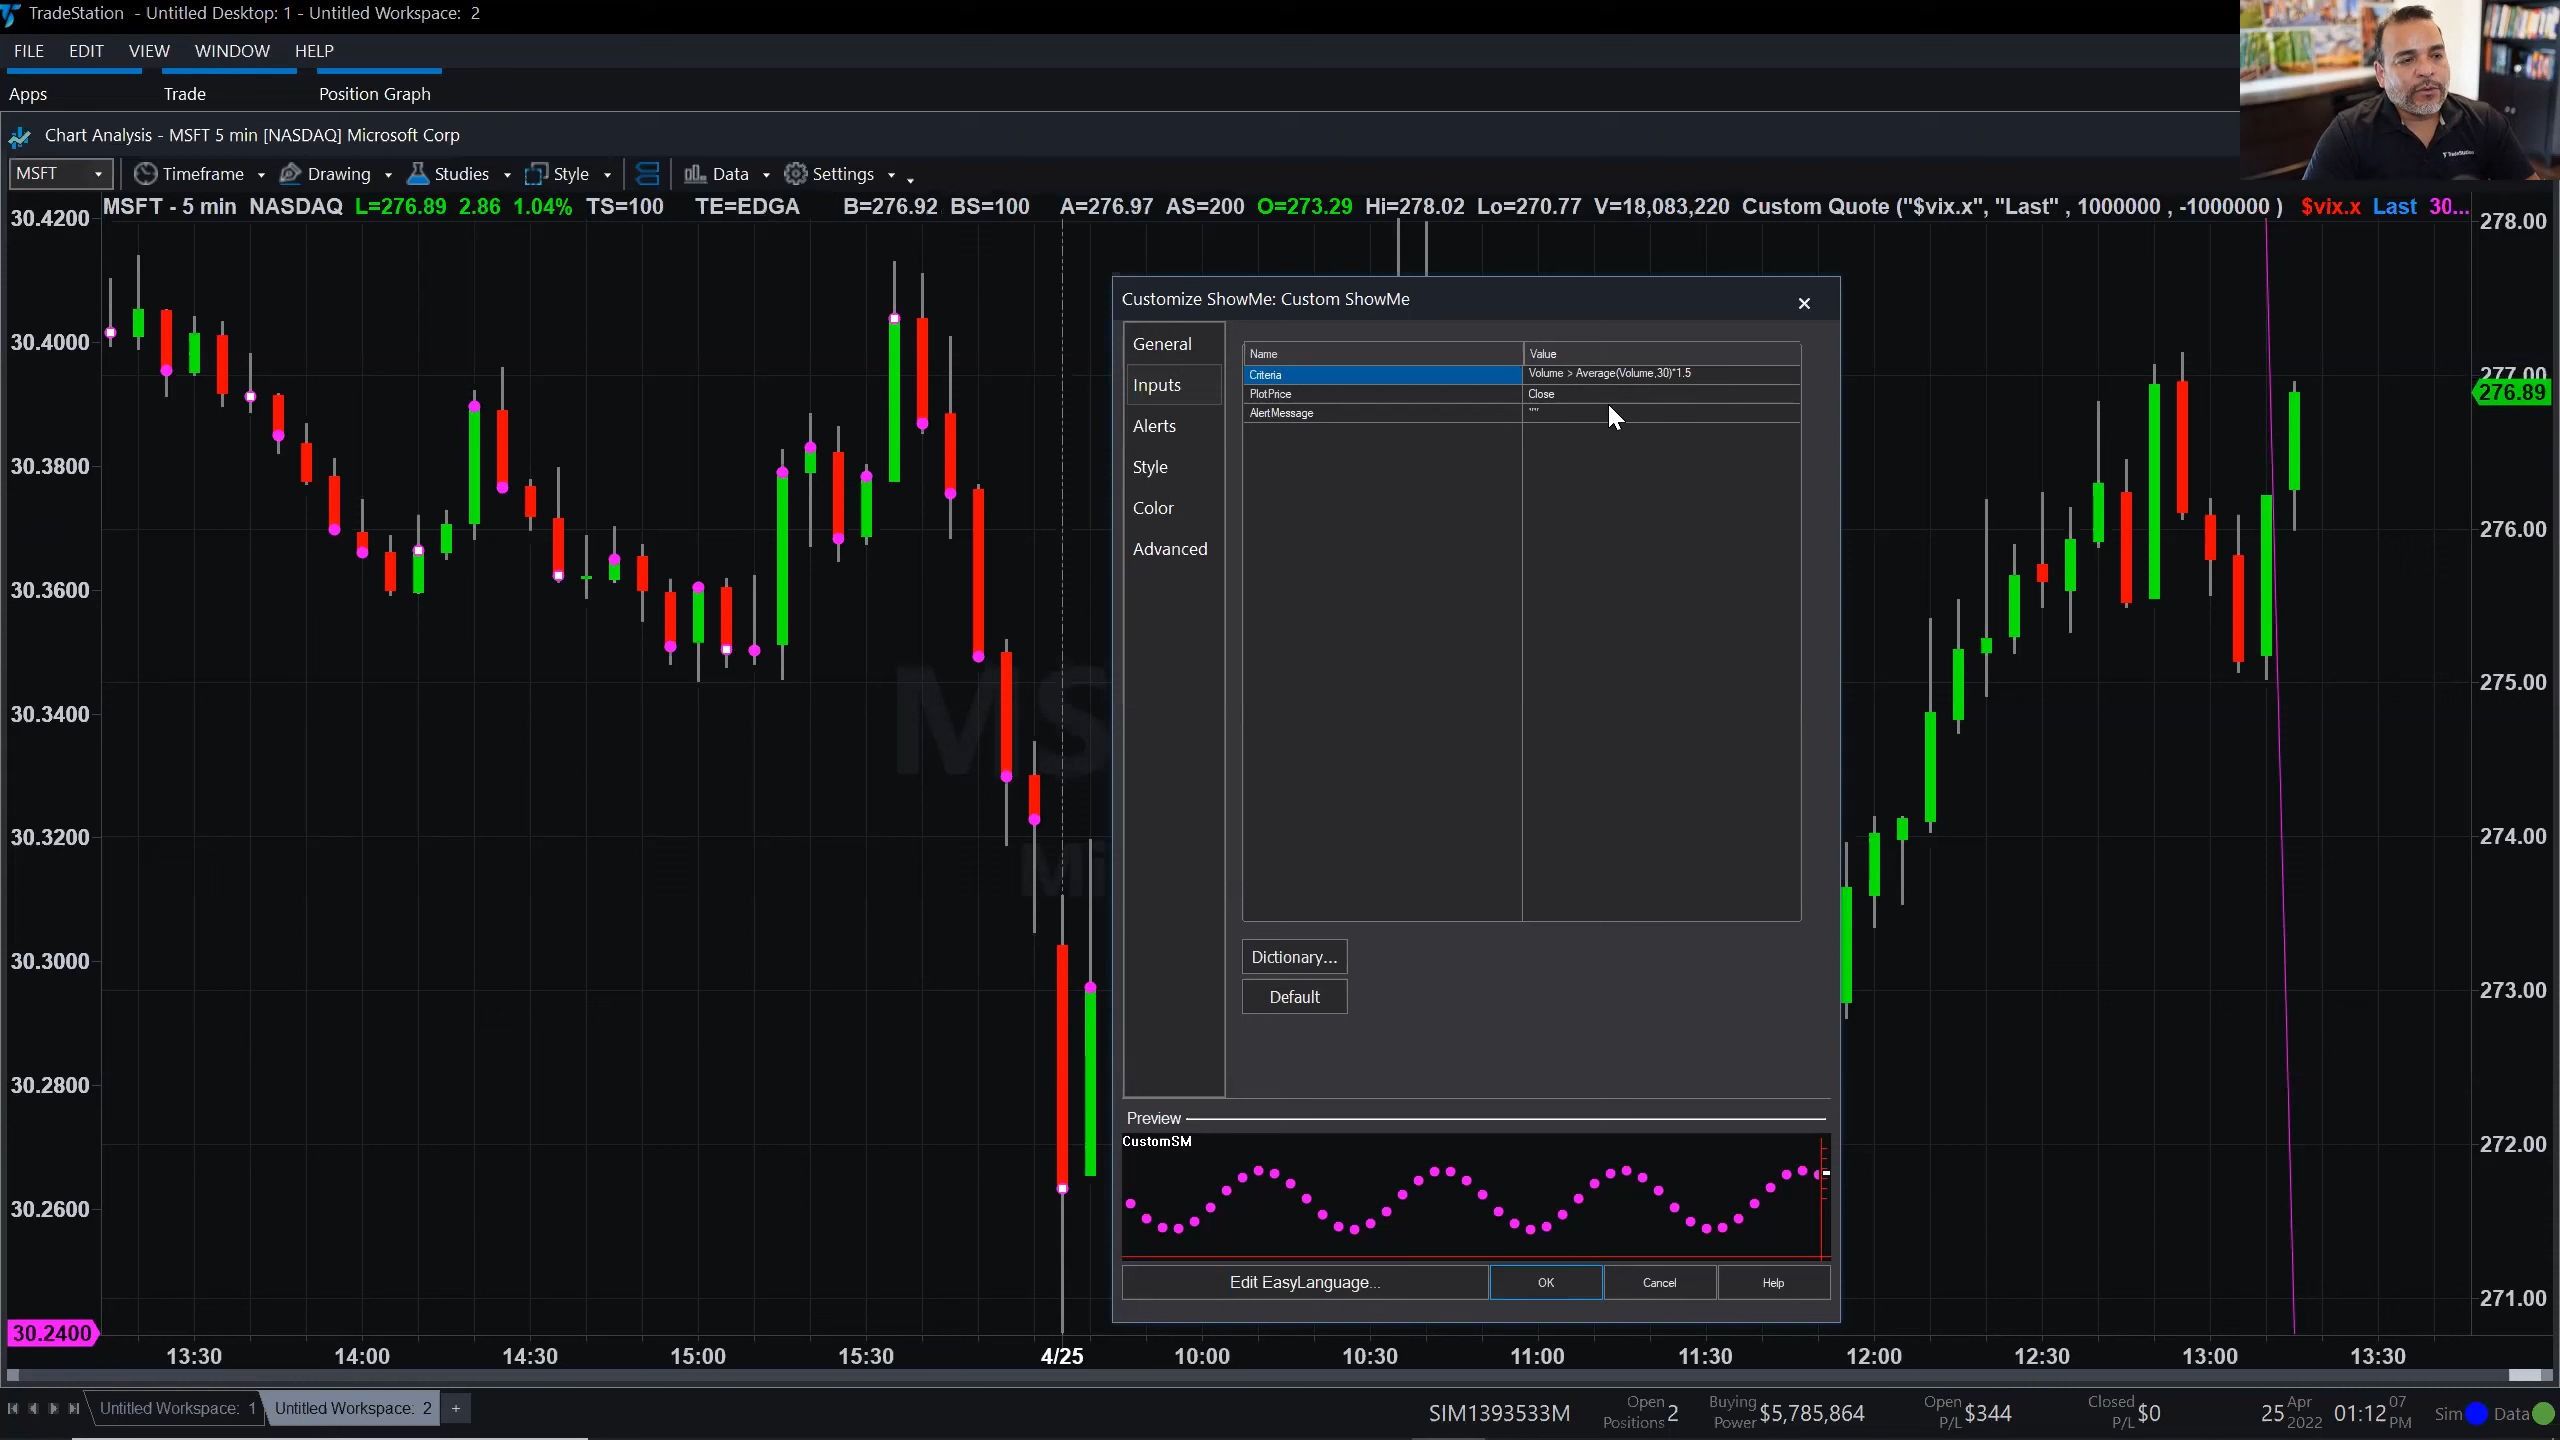 TradeStation - Untitled Desktop: 1 - Untitled Workspace: 2
FILE EDIT VIEW WINDOW HELP
Apps Trade Position Graph
Chart Analysis - MSFT 5 min [NASDAQ] Microsoft Corp
MSFT Timeframe Drawing Studies Style Data Settings
MSFT - 5 min NASDAQ L=276.89 2.86 1.04% TS=100 TE=EDGA B=276.92 BS=100 A=276.97 AS=200 O=273.29 Hi=278.02 Lo=270.77 V=18,083,220 Custom Quote ("$vix.x", "Last" , 1000000 , -1000000 ) $vix.x Last 30...
30.4200
30.4000
30.3800
30.3600
30.3400
30.3200
30.3000
30.2800
30.2600
30.2400
Customize ShowMe: Custom ShowMe
General
Inputs
Alerts
Style
Color
Advanced
Name Value
Criteria Volume > Average(Volume,30)*1.5
PlotPrice Close
AlertMessage ""
Dictionary...
Default
Preview
CustomSM
Edit EasyLanguage... OK Cancel Help
278.00
277.00
276.89
276.00
275.00
274.00
273.00
272.00
271.00
13:30 14:00 14:30 15:00 15:30 4/25 10:00 10:30 11:00 11:30 12:00 12:30 13:00 13:30
Untitled Workspace: 1 Untitled Workspace: 2 +
SIM1393533M Open Positions 2 Buying Power $5,785,864 Open P/L $344 Closed P/L $0 25 Apr 2022 01:12 07 PM Sim Data